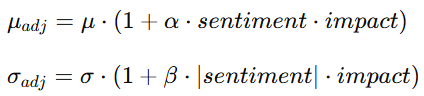 μ_adj = μ · (1 + α · sentiment · impact)
σ_adj = σ · (1 + β · |sentiment| · impact)